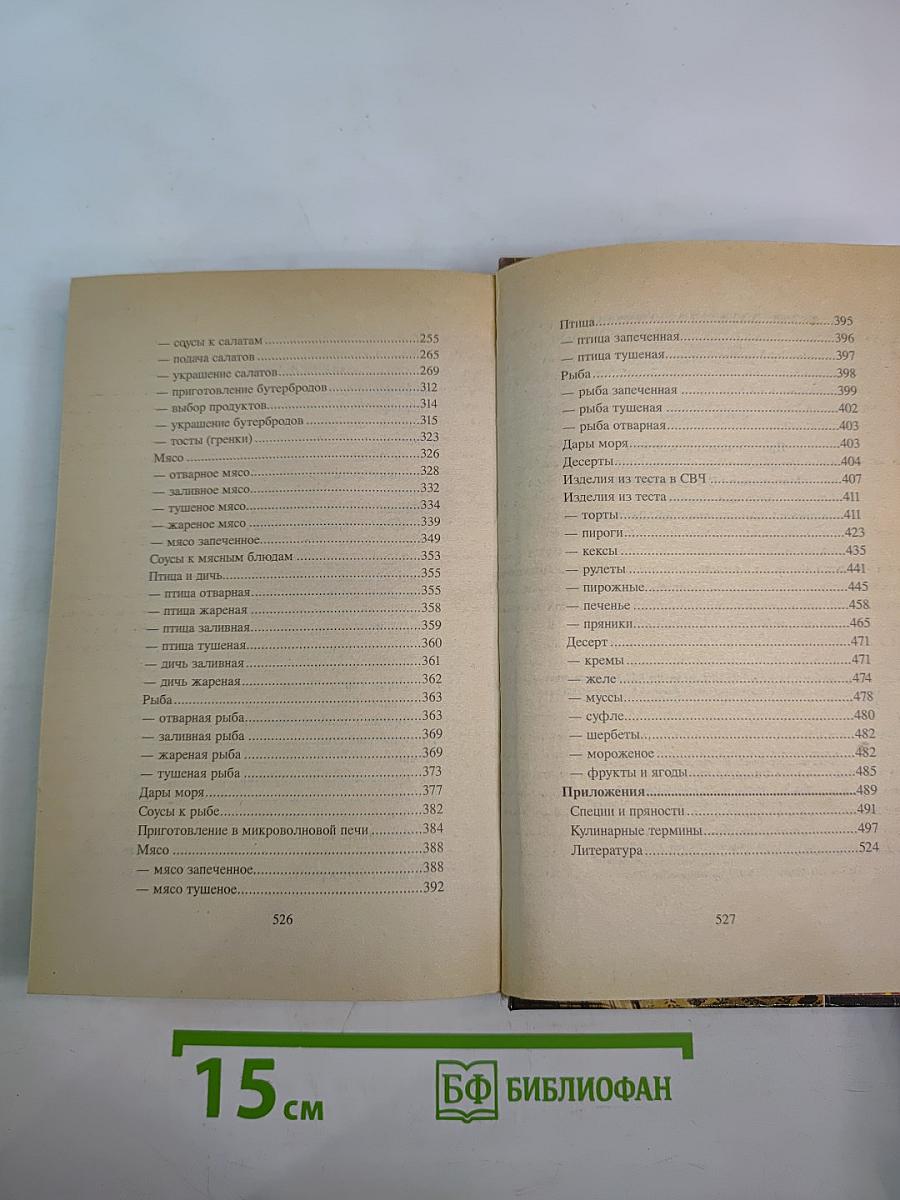 — соусы к салатам 255
— подача салатов 265
— украшение салатов 269
— приготовление бутербродов 312
— выбор продуктов 314
— украшение бутербродов 315
— тосты (гренки) 323
Мясо 326
— отварное мясо 328
— заливное мясо 332
— тушеное мясо 334
— жареное мясо 339
— мясо запеченное 349
Соусы к мясным блюдам 353
Птица и дичь 355
— птица отварная 355
— птица жареная 358
— птица заливная 359
— птица тушеная 360
— дичь заливная 361
— дичь жареная 362
Рыба 363
— отварная рыба 363
— заливная рыба 369
— жареная рыба 369
— тушеная рыба 373
Дары моря 377
Соусы к рыбе 382
Приготовление в микроволновой печи 384
Мясо 388
— мясо запеченное 388
— мясо тушеное 392
526
Птица 395
— птица запеченная 396
— птица тушеная 397
Рыба 398
— рыба запеченная 399
— рыба тушеная 402
— рыба отварная 403
Дары моря 403
Десерты 404
Изделия из теста в СВЧ 407
Изделия из теста 411
— торты 411
— пироги 423
— кексы 435
— рулеты 441
— пирожные 445
— печенье 458
— пряники 465
Десерт 471
— кремы 471
— желе 474
— муссы 478
— суфле 480
— шербеты 482
— мороженое 482
— фрукты и ягоды 485
Приложения 489
Специи и пряности 491
Кулинарные термины 497
Литература 524
527
15 см
БФ БИБЛИОФАН